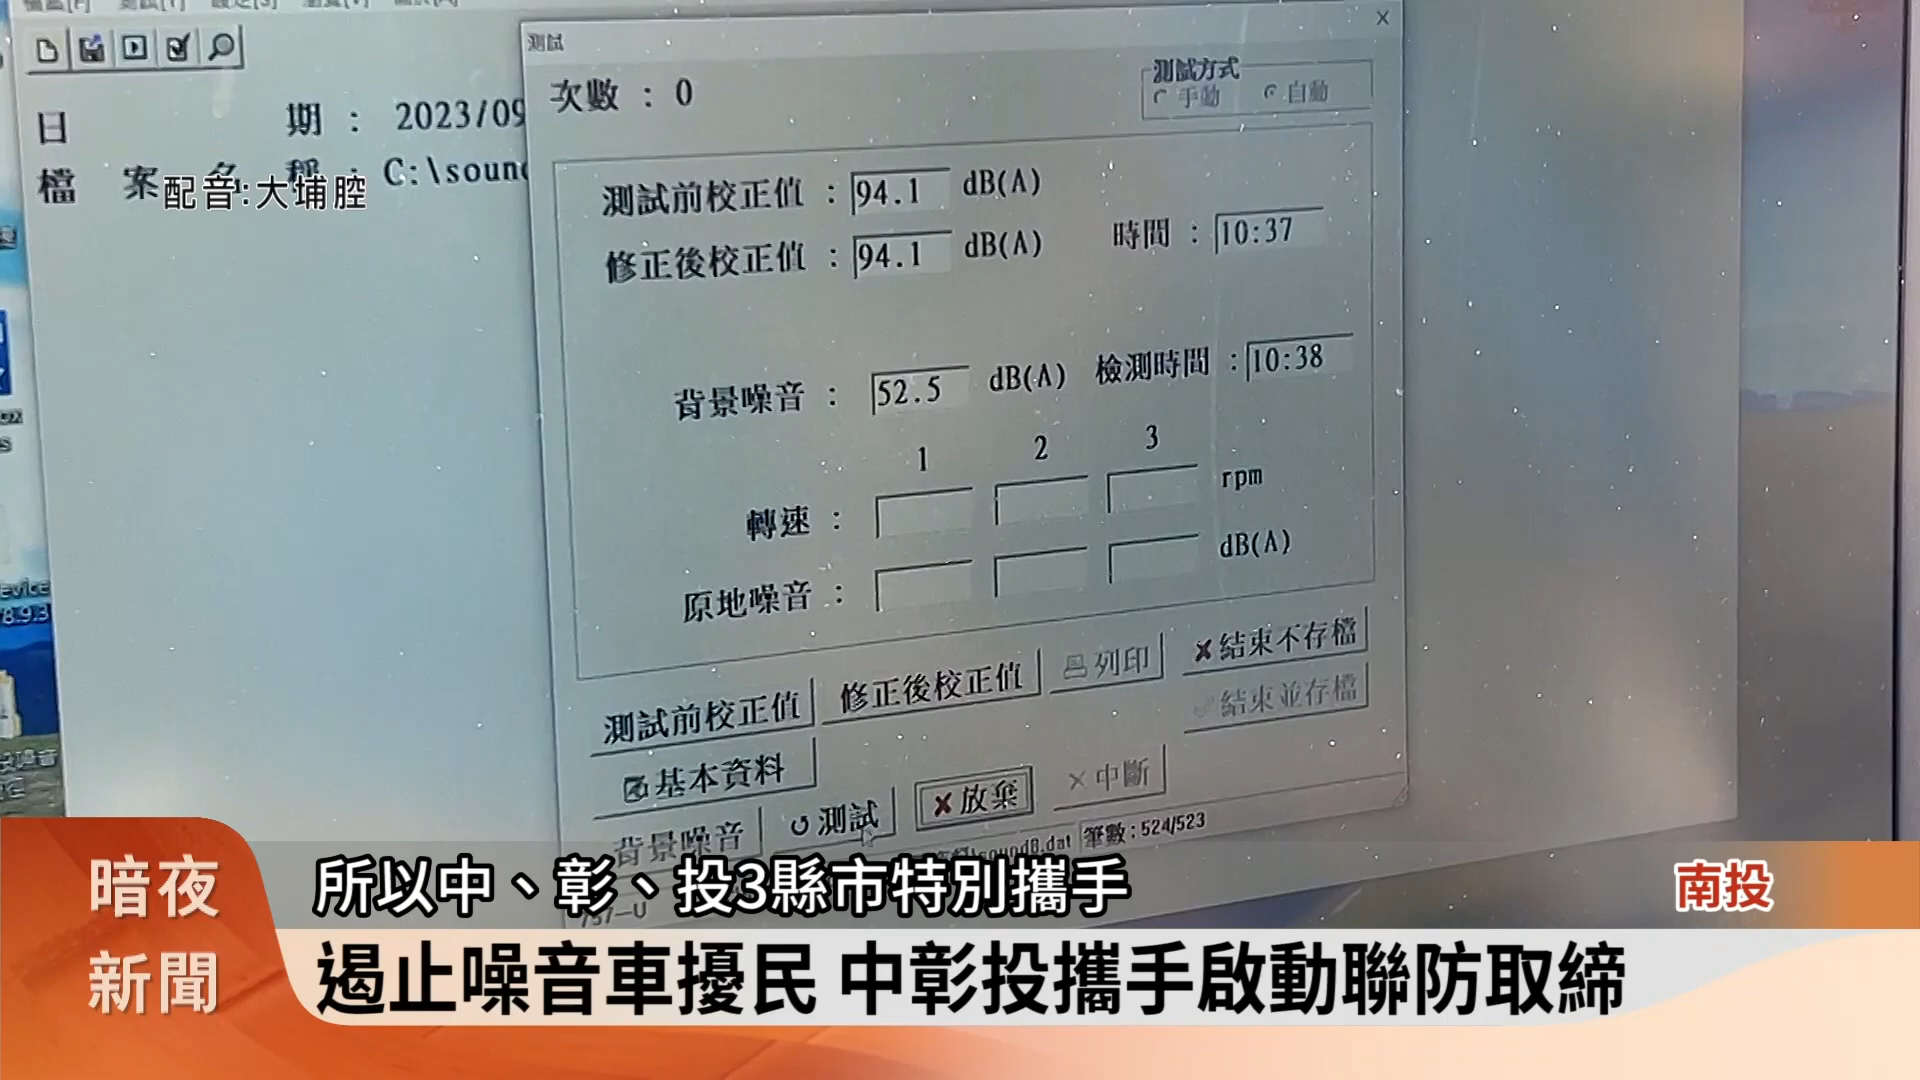 測試
次數 : 0
測試方式
手動 自動
日 期 : 2023/09
檔 案 名 稱 : C:\sound
配音:大埔腔
測試前校正值 : 94.1 dB(A)
修正後校正值 : 94.1 dB(A) 時間 : 10:37
背景噪音 : 52.5 dB(A) 檢測時間 : 10:38
1 2 3
轉速 : rpm
原地噪音 : dB(A)
測試前校正值 修正後校正值 列印 結束不存檔
結束並存檔
基本資料
背景噪音 測試 放棄 中斷
筆數 : 524/523
所以中、彰、投3縣市特別攜手
南投
暗夜
新聞
遏止噪音車擾民 中彰投攜手啟動聯防取締